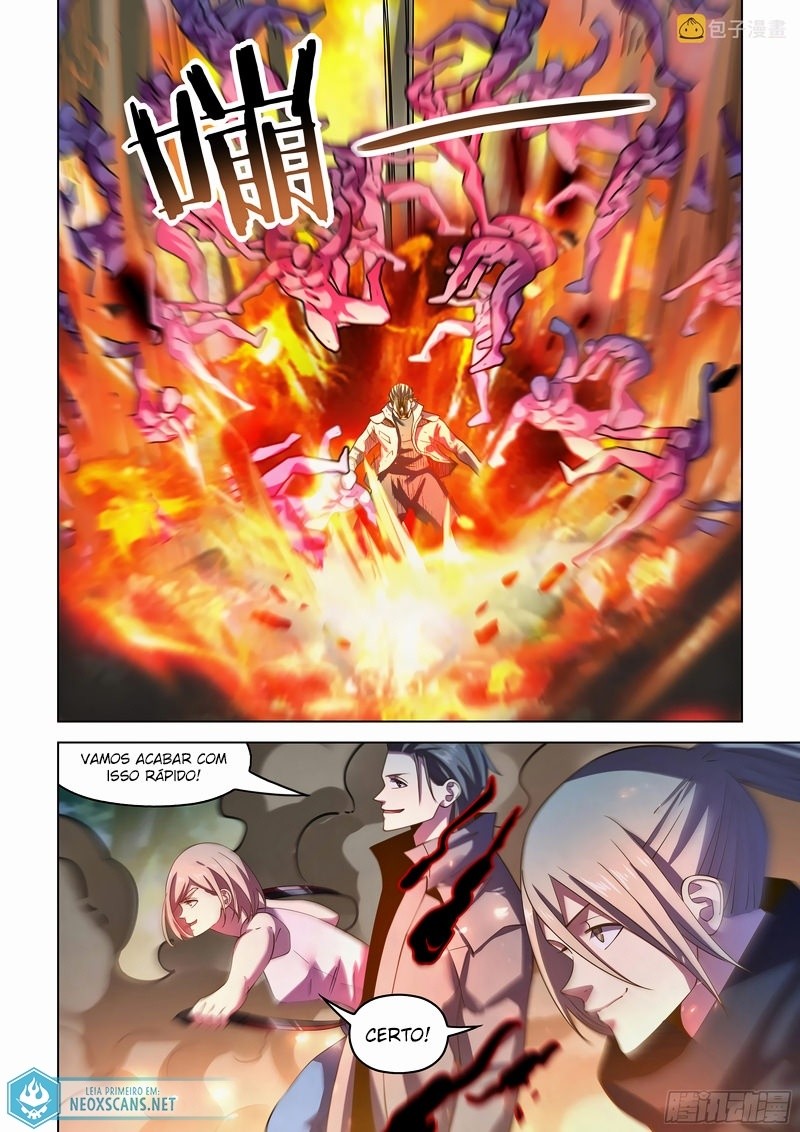 包子漫畫
嘣—
VAMOS ACABAR COM
ISSO RÁPIDO!
CERTO!
LEIA PRIMEIRO EM:
NEOXSCANS.NET
腾讯动漫